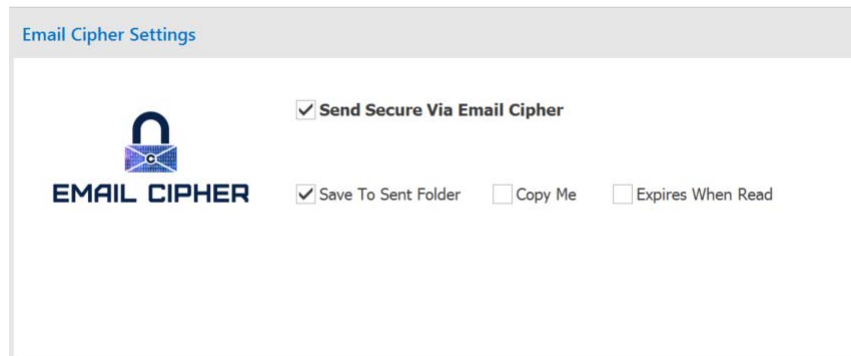 Email Cipher Settings
Send Secure Via Email Cipher
C
EMAIL CIPHER
Save To Sent Folder Copy Me Expires When Read